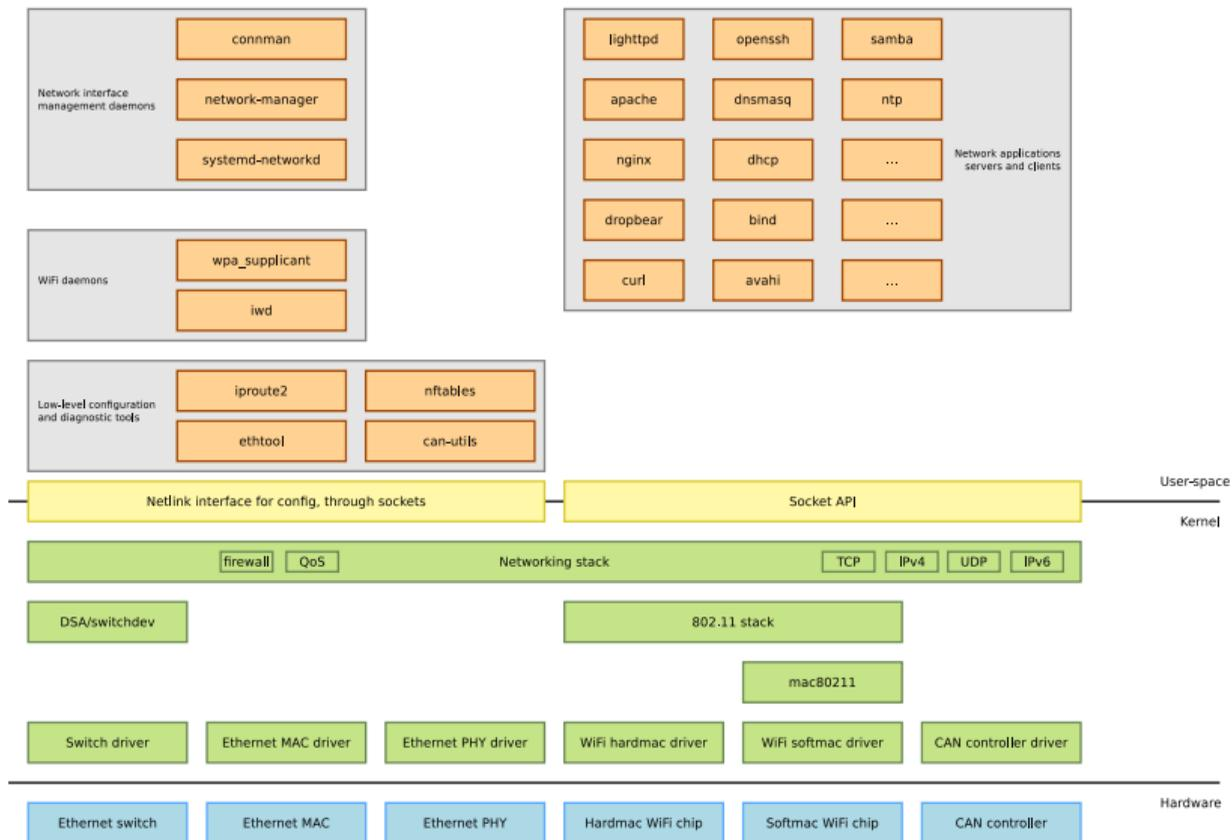 connman
Network interface
management daemons
network-manager
systemd-networkd
lighttpd
openssh
samba
apache
dnsmasq
ntp
nginx
dhcp
...
Network applications
servers and clients
dropbear
bind
...
curl
avahi
...
WiFi daemons
wpa_supplicant
iwd
Low-level configuration
and diagnostic tools
iproute2
nftables
ethtool
can-utils
User-space
Netlink interface for config, through sockets
Socket API
Kernel
firewall
QoS
Networking stack
TCP
IPv4
UDP
IPv6
DSA/switchdev
802.11 stack
mac80211
Switch driver
Ethernet MAC driver
Ethernet PHY driver
WiFi hardmac driver
WiFi softmac driver
CAN controller driver
Hardware
Ethernet switch
Ethernet MAC
Ethernet PHY
Hardmac WiFi chip
Softmac WiFi chip
CAN controller